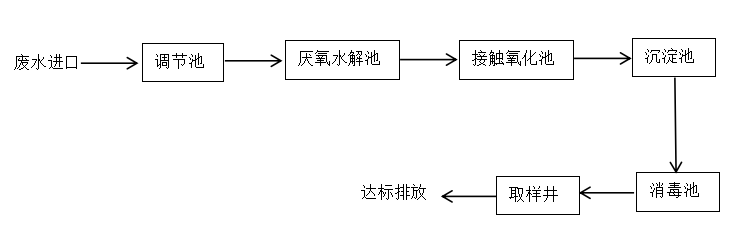 废水进口
调节池
厌氧水解池
接触氧化池
沉淀池
消毒池
取样井
达标排放